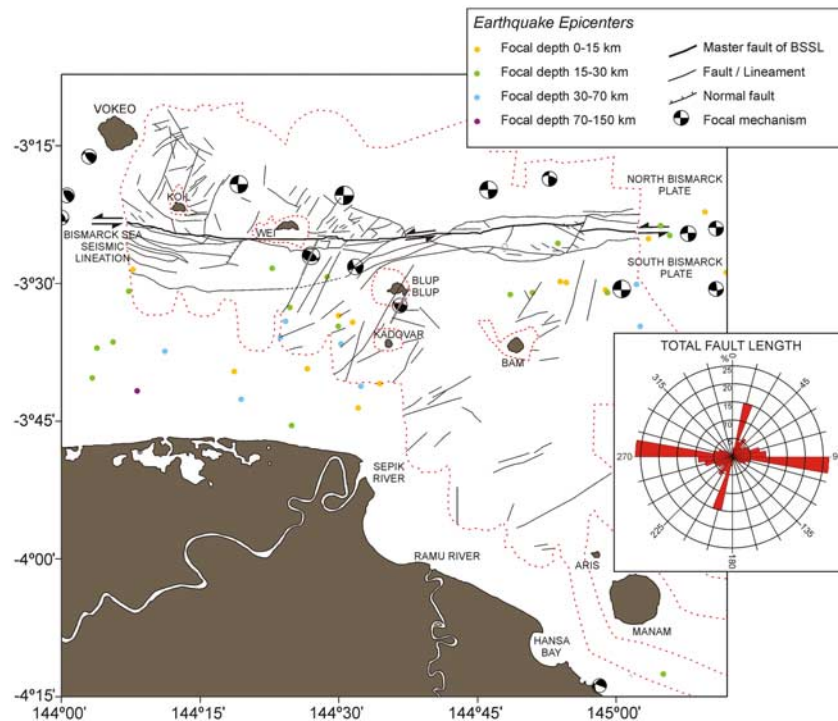 Earthquake Epicenters
Focal depth 0-15 km
Focal depth 15-30 km
Focal depth 30-70 km
Focal depth 70-150 km
Master fault of BSSL
Fault / Lineament
Normal fault
Focal mechanism
VOKEO
-3°15'
KOIL
NORTH BISMARCK
PLATE
WEI
BISMARCK SEA
SEISMIC
LINEATION
SOUTH BISMARCK
PLATE
-3°30'
BLUP
BLUP
KADOVAR
BAM
TOTAL FAULT LENGTH
%
0
25
20
15
10
5
45
9
135
180
225
270
315
-3°45'
SEPIK
RIVER
-4°00'
RAMU RIVER
ARIS
MANAM
HANSA
BAY
-4°15'
144°00'
144°15'
144°30'
144°45'
145°00'